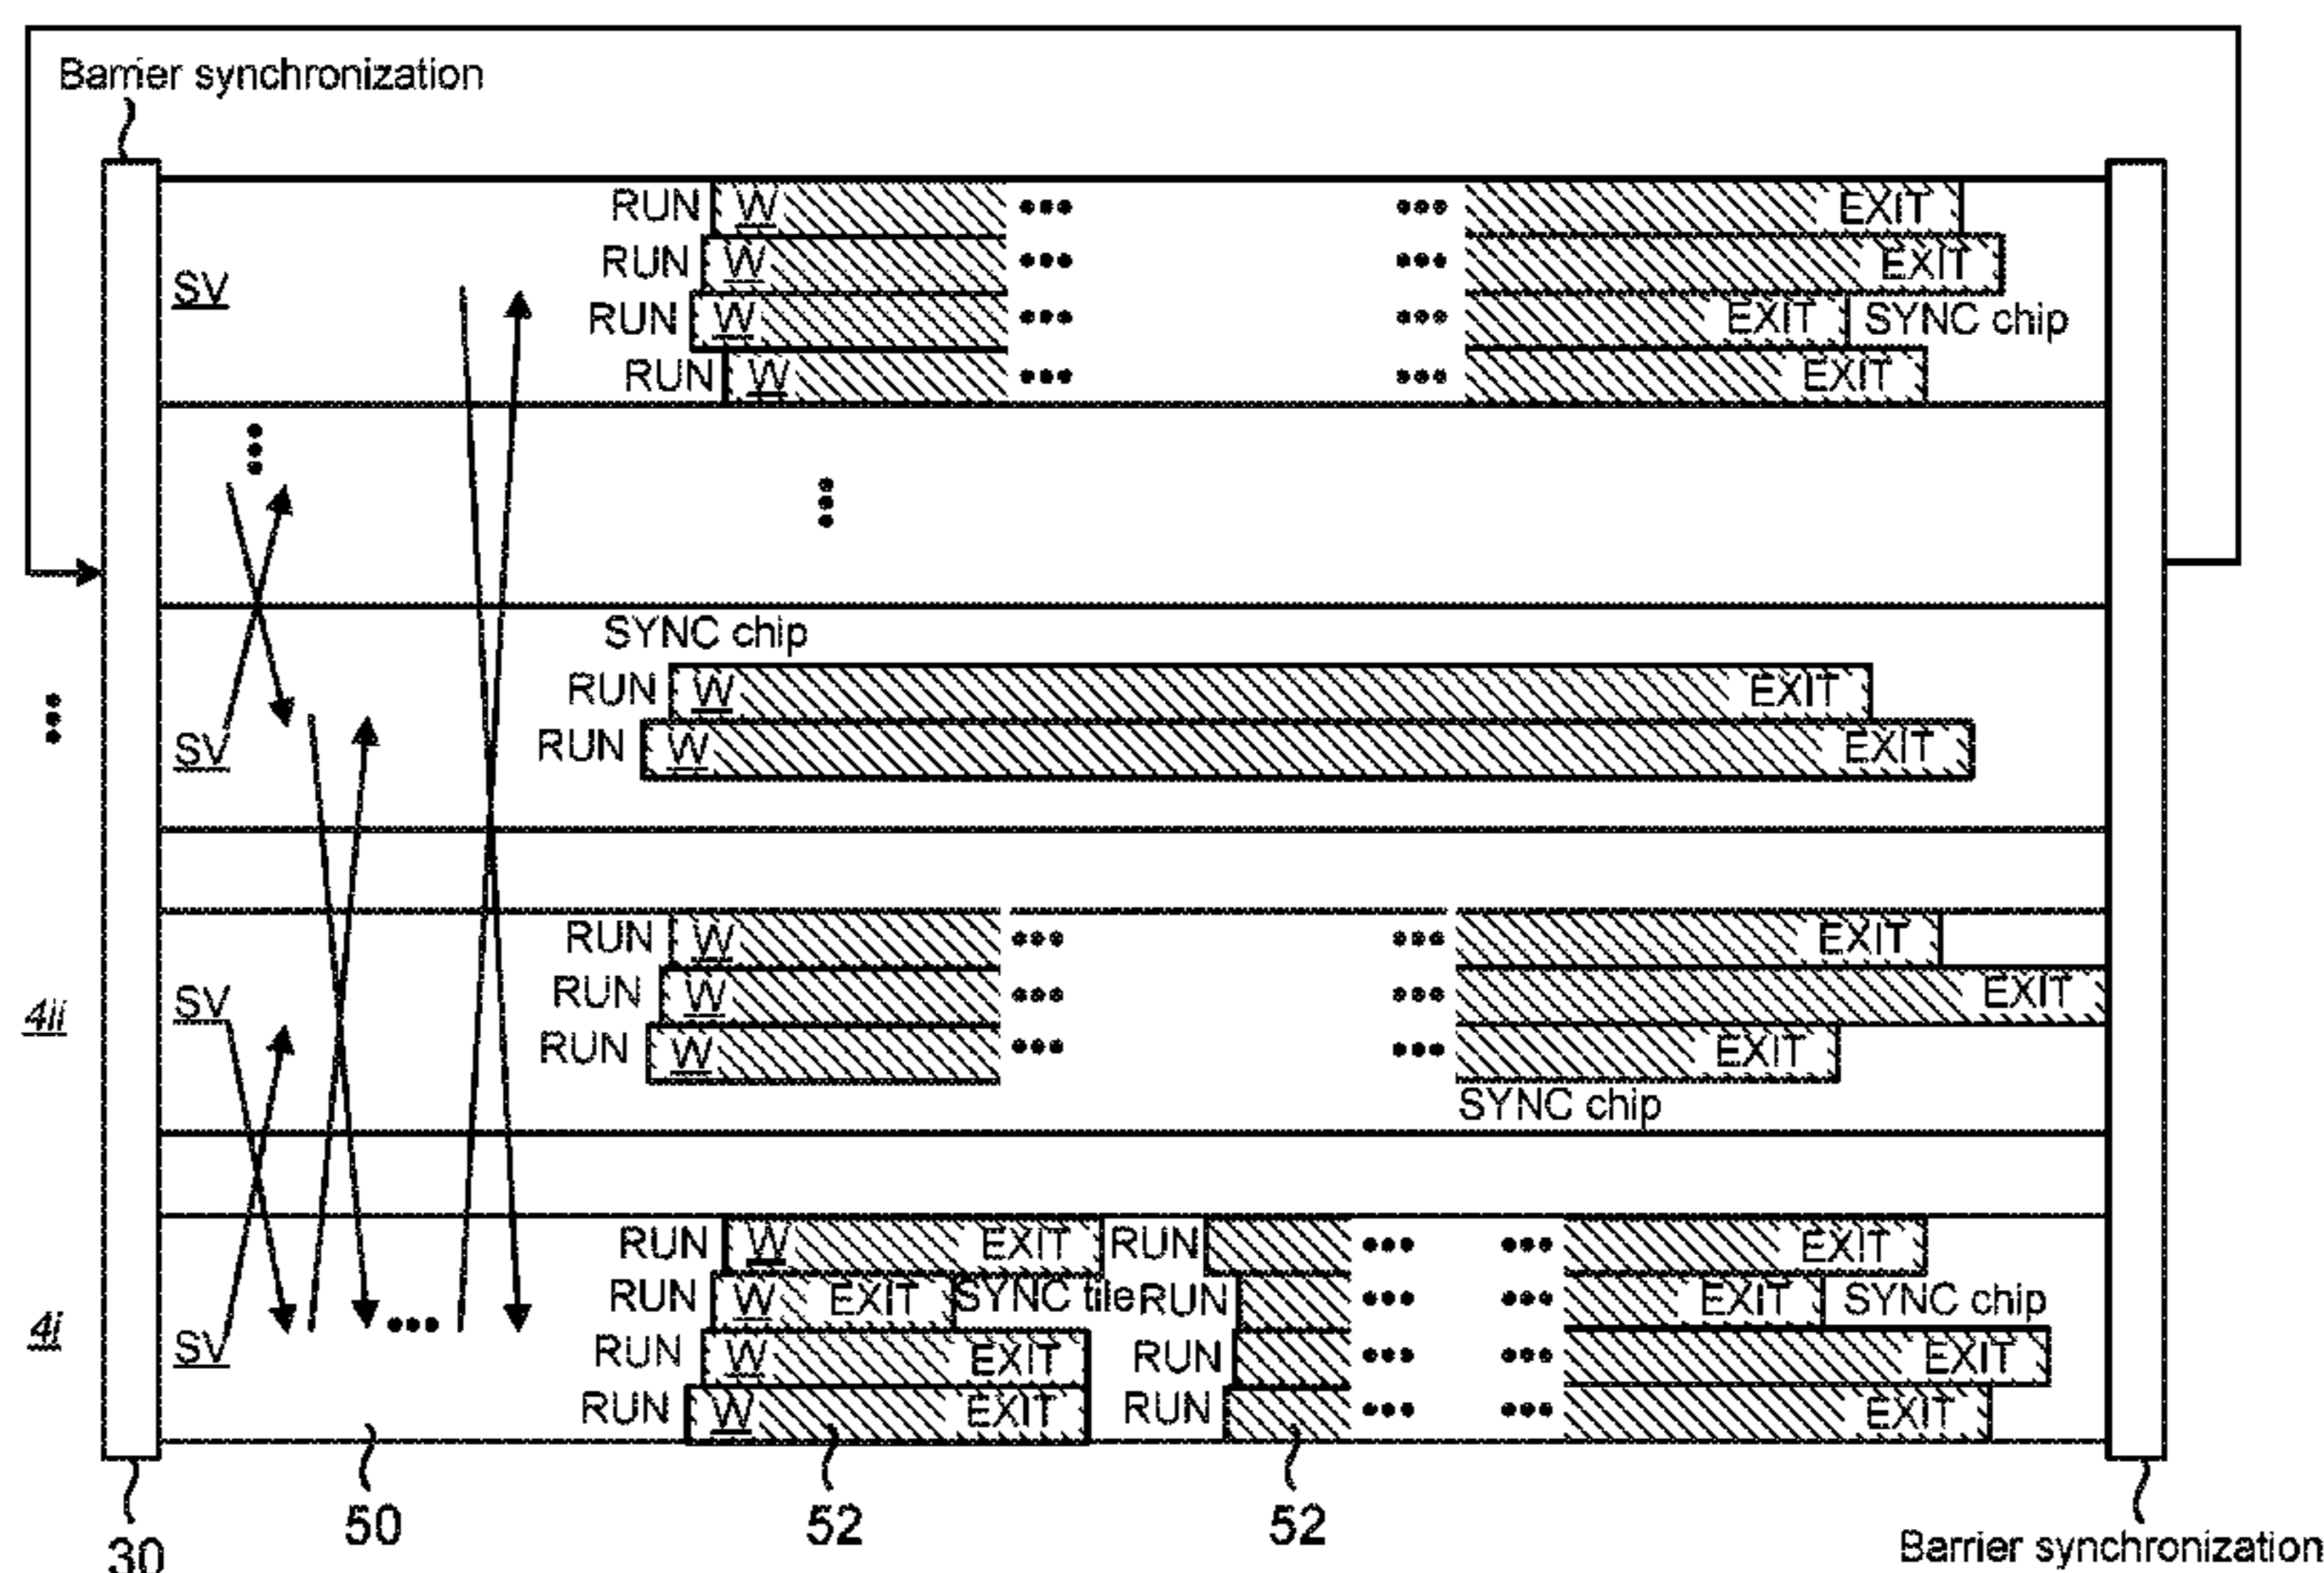 Barrier synchronization
RUN W EXIT
RUN W EXIT
SV
RUN W EXIT SYNC chip
RUN W EXIT
SYNC chip
RUN W EXIT
SV RUN W EXIT
RUN W EXIT
4ii SV RUN W EXIT
RUN W EXIT
SYNC chip
RUN W EXIT RUN EXIT
RUN W EXIT SYNC tile RUN EXIT SYNC chip
4i SV RUN W EXIT RUN EXIT
RUN W EXIT RUN EXIT
30 50 52 52
Barrier synchronization